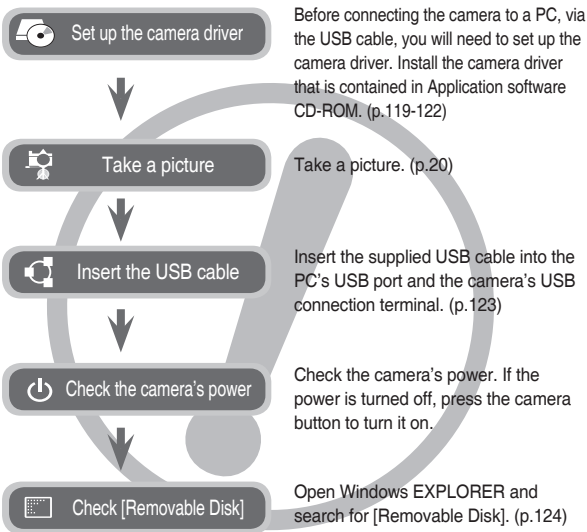 Set up the camera driver
Before connecting the camera to a PC, via
the USB cable, you will need to set up the
camera driver. Install the camera driver
that is contained in Application software
CD-ROM. (p.119-122)
Take a picture
Take a picture. (p.20)
Insert the USB cable
Insert the supplied USB cable into the
PC's USB port and the camera's USB
connection terminal. (p.123)
Check the camera's power
Check the camera's power. If the
power is turned off, press the camera
button to turn it on.
Check [Removable Disk]
Open Windows EXPLORER and
search for [Removable Disk]. (p.124)